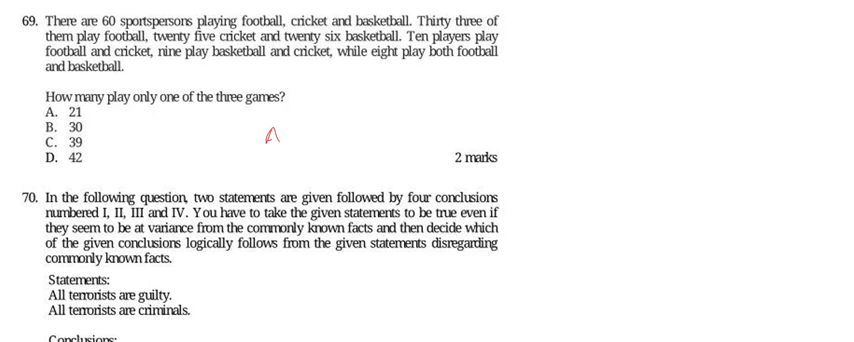 69. There are 60 sportspersons playing football, cricket and basketball. Thirty three of
them play football, twenty five cricket and twenty six basketball. Ten players play
football and cricket, nine play basketball and cricket, while eight play both football
and basketball.
How many play only one of the three games?
A. 21
B. 30
C. 39
D. 42
A
2 marks
70. In the following question, two statements are given followed by four conclusions
numbered I, II, III and IV. You have to take the given statements to be true even if
they seem to be at variance from the commonly known facts and then decide which
of the given conclusions logically follows from the given statements disregarding
commonly known facts.
Statements:
All terrorists are guilty.
All terrorists are criminals.
Conclusions: